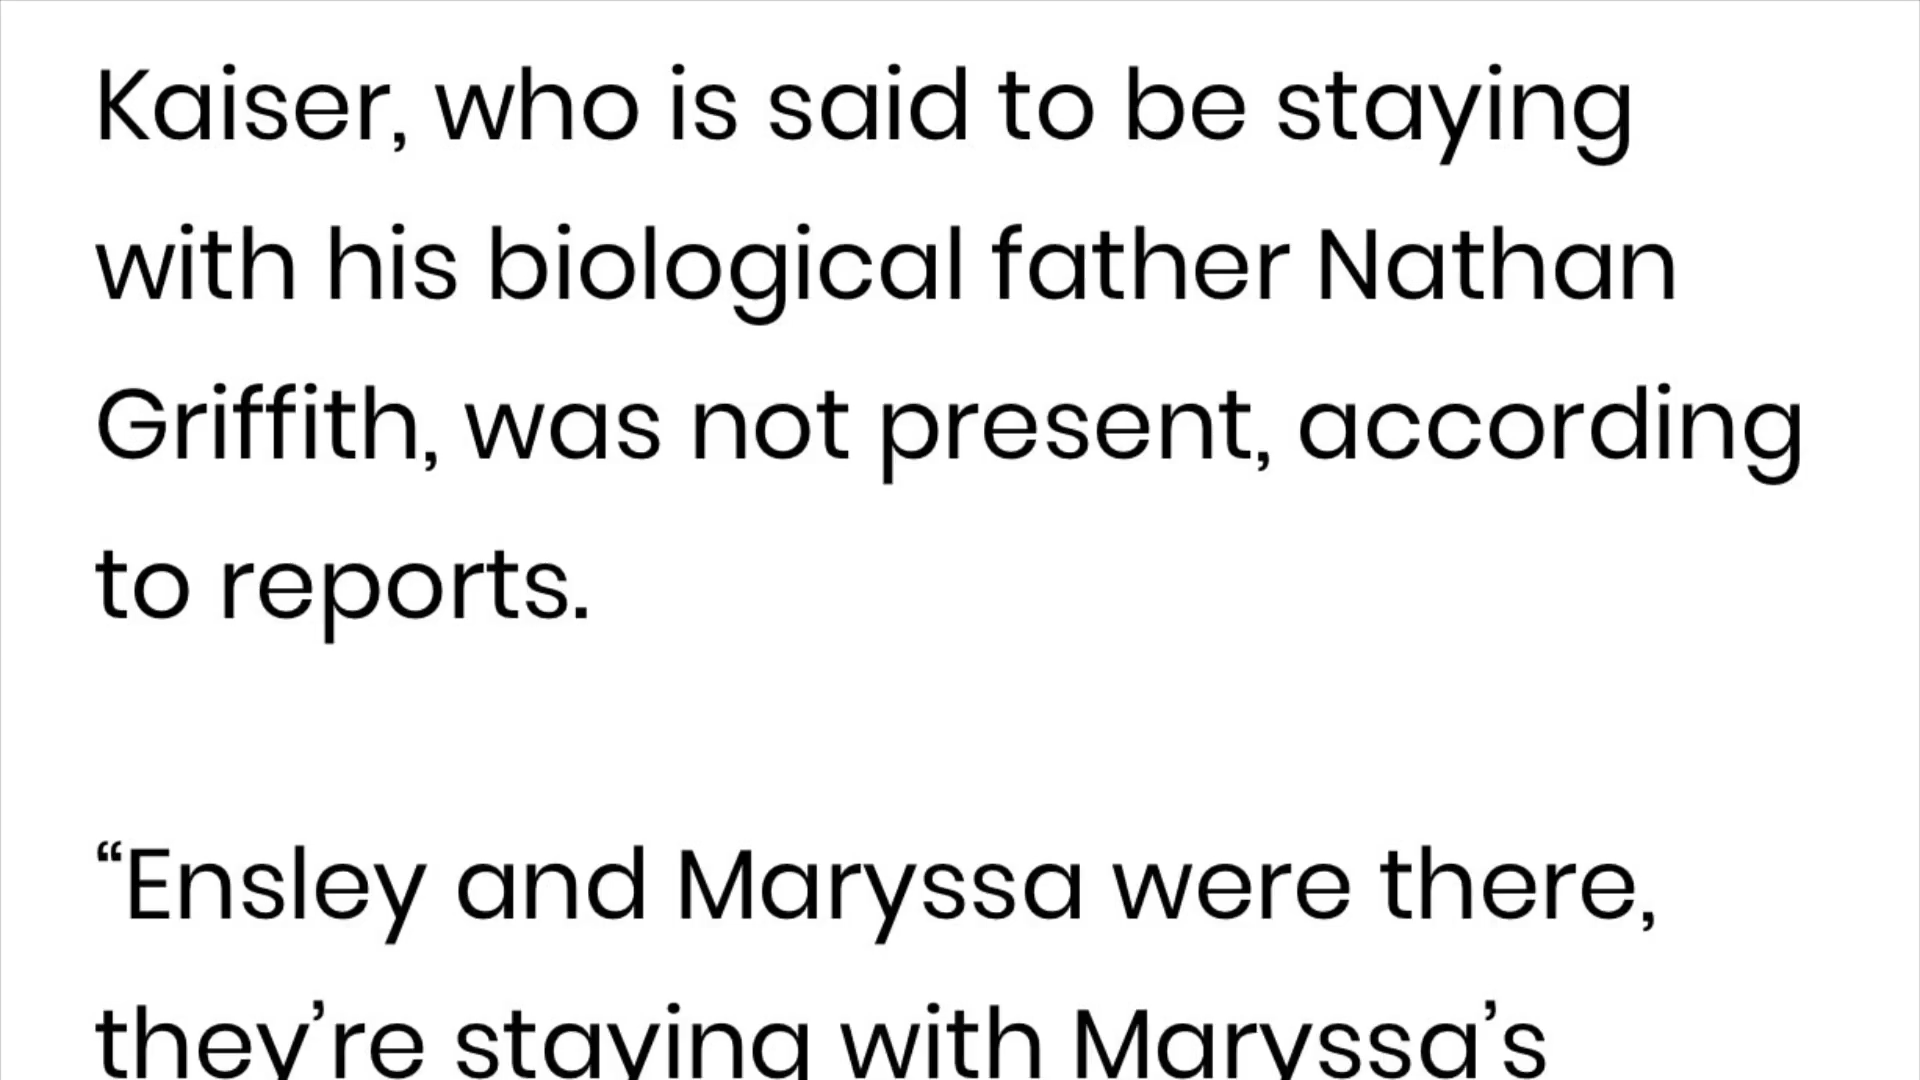 Kaiser, who is said to be staying
with his biological father Nathan
Griffith, was not present, according
to reports.
“Ensley and Maryssa were there,
they’re staying with Maryssa’s